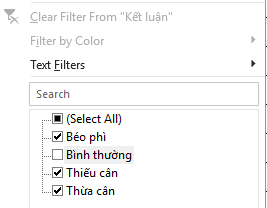 Clear Filter From "Kết luận"
Filter by Color
Text Filters
Search
(Select All)
Béo phì
Bình thường
Thiếu cân
Thừa cân